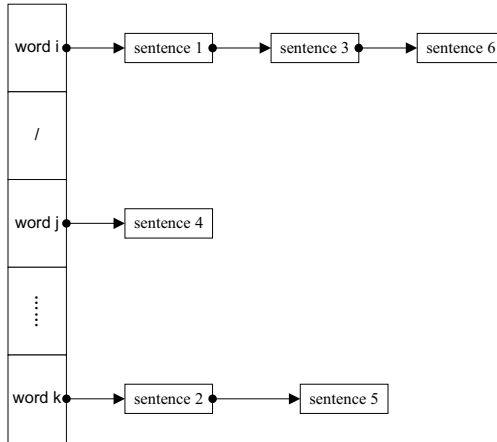 word i sentence 1 sentence 3 sentence 6
/
word j sentence 4
......
word k sentence 2 sentence 5